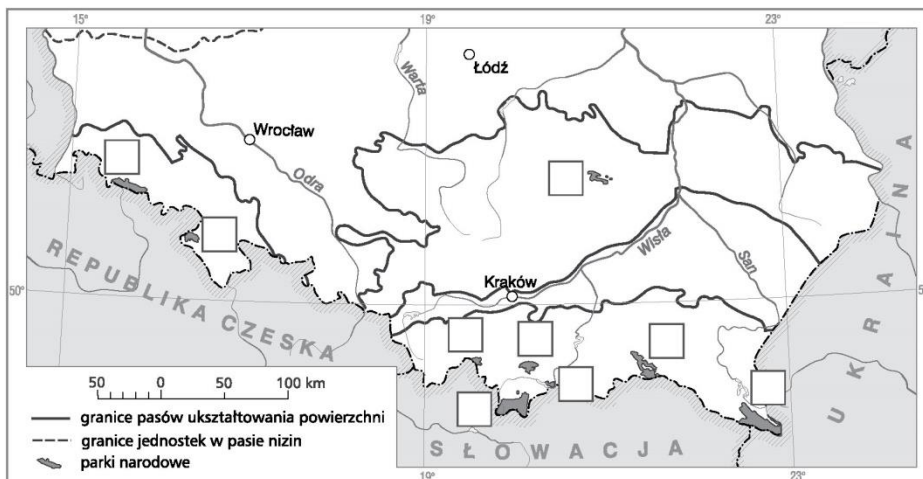 15°
19°
23°
Łódź
Warta
Wrocław
Odra
Wisła
San
Kraków
50°
5
REPUBLIKA CZESKA
UKRAINA
SŁOWACJA
50 0 50 100 km
granice pasów ukształtowania powierzchni
granice jednostek w pasie nizin
parki narodowe
19°
23°